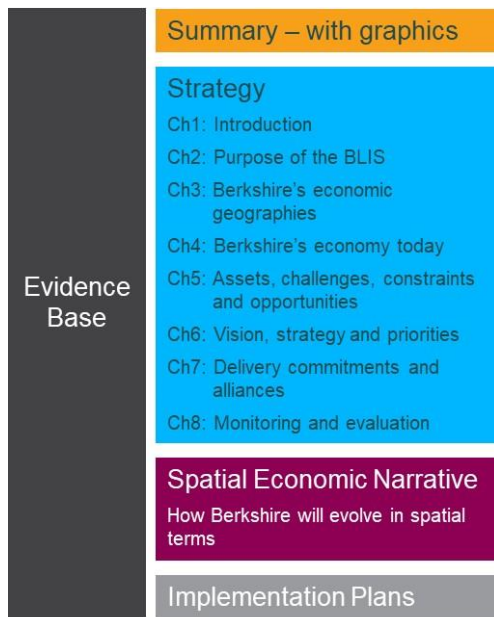 Evidence
Base
Summary – with graphics
Strategy
Ch1: Introduction
Ch2: Purpose of the BLIS
Ch3: Berkshire's economic
geographies
Ch4: Berkshire's economy today
Ch5: Assets, challenges, constraints
and opportunities
Ch6: Vision, strategy and priorities
Ch7: Delivery commitments and
alliances
Ch8: Monitoring and evaluation
Spatial Economic Narrative
How Berkshire will evolve in spatial
terms
Implementation Plans